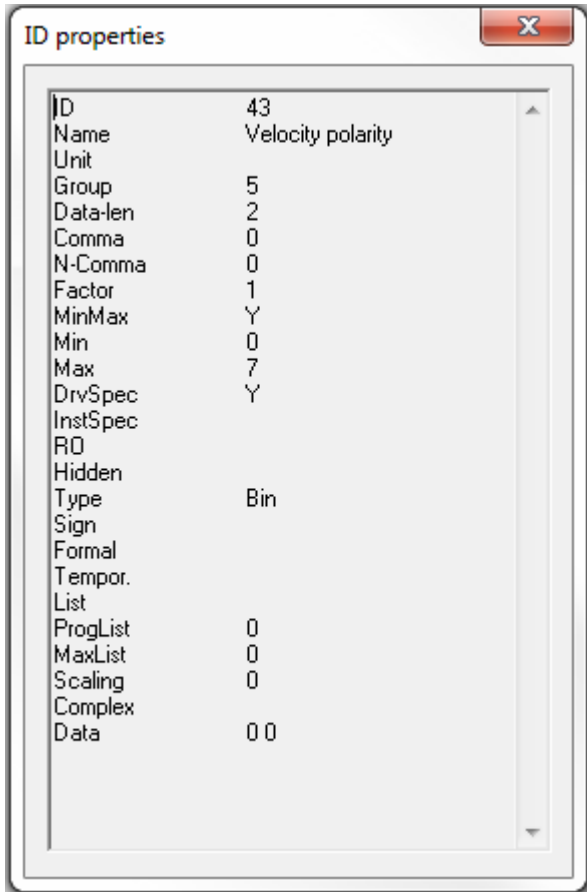 ID properties
ID 43
Name Velocity polarity
Unit
Group 5
Data-len 2
Comma 0
N-Comma 0
Factor 1
MinMax Y
Min 0
Max 7
DrvSpec Y
InstSpec
RO
Hidden
Type Bin
Sign
Formal
Tempor.
List
ProgList 0
MaxList 0
Scaling 0
Complex
Data 0 0